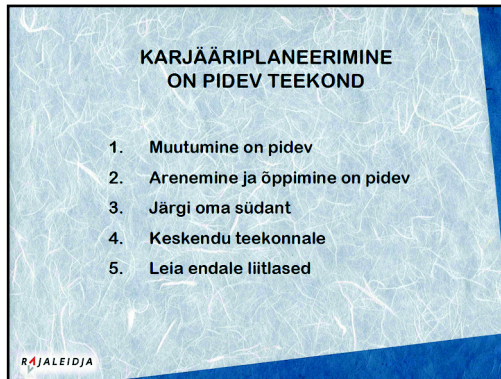 KARJÄÄRIPLANEERIMINE
ON PIDEV TEEKOND
1. Muutumine on pidev
2. Arenemine ja õppimine on pidev
3. Järgi oma südant
4. Keskendu teekonnale
5. Leia endale liitlased
RAJALEIDJA